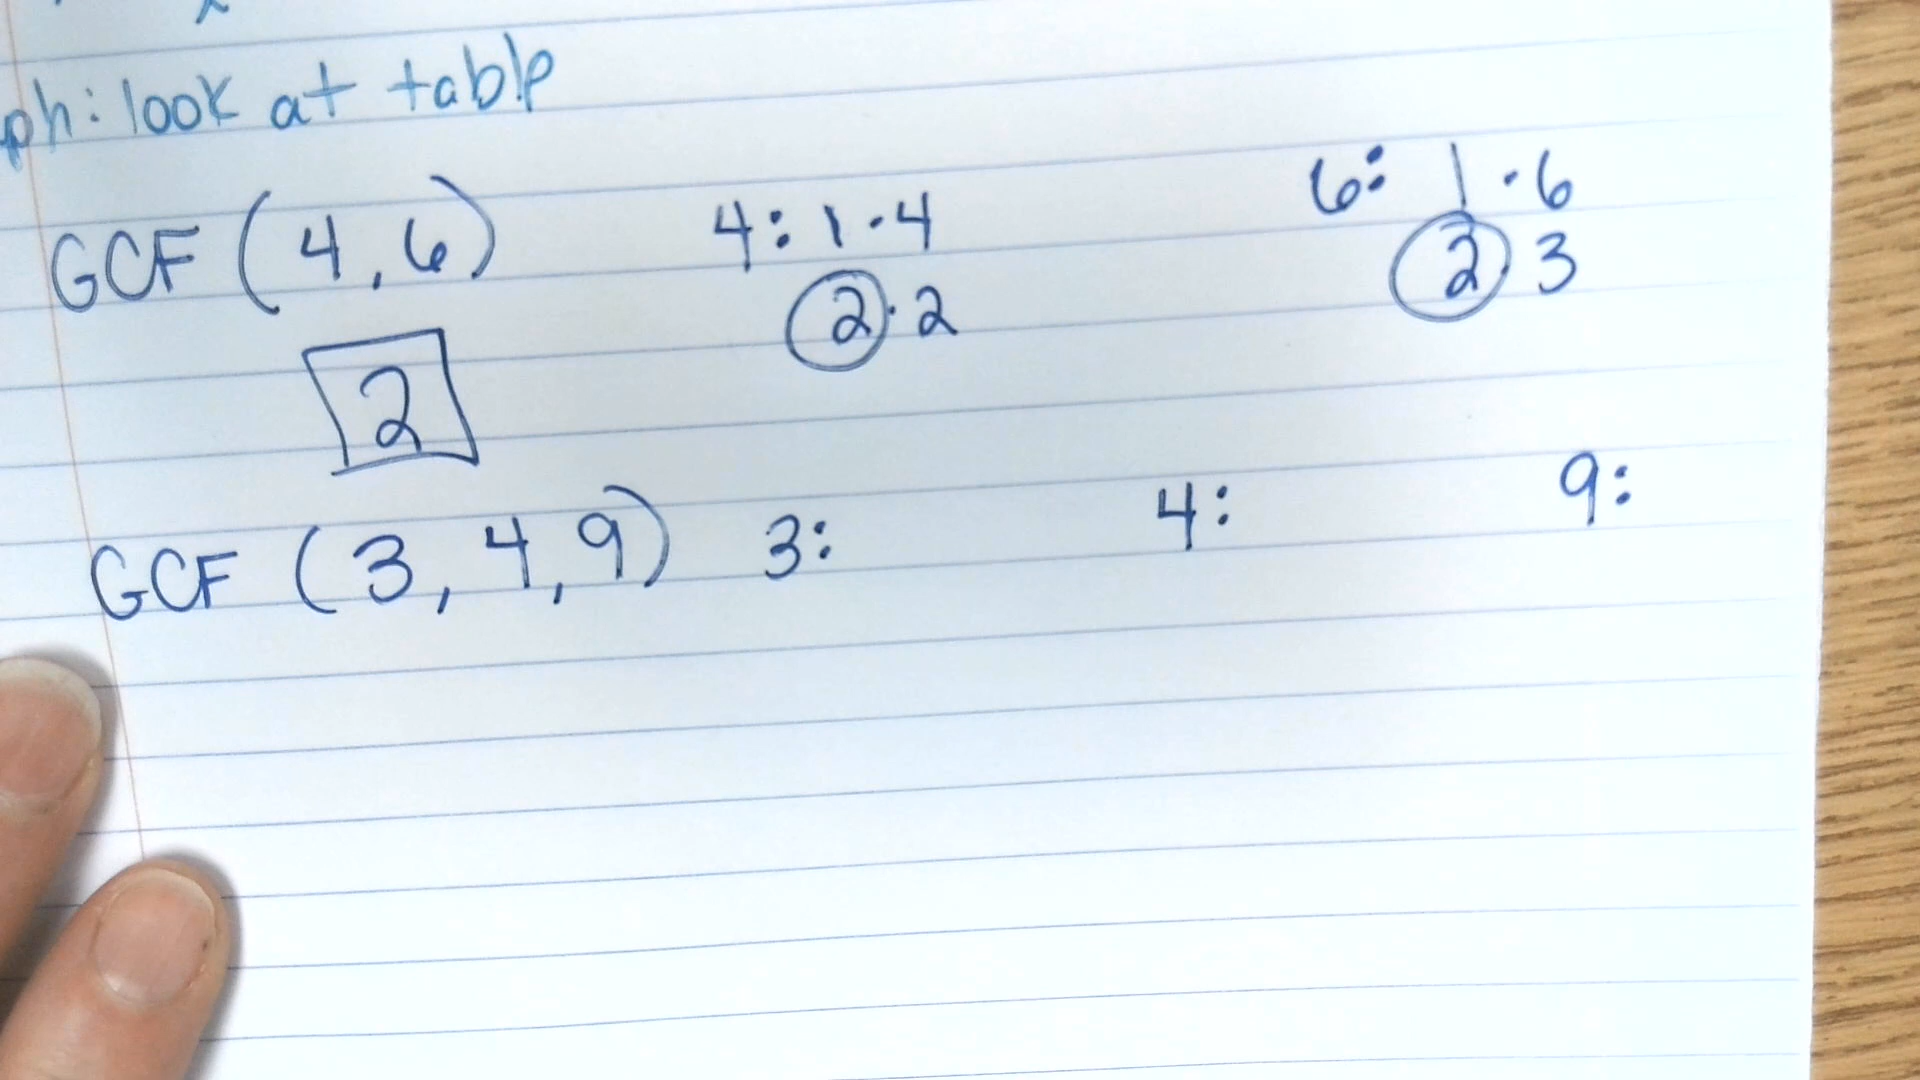 ph: look at table
GCF (4,6) 4: 1·4 6: 1·6
2·2 2·3
2
GCF (3,4,9) 3: 4: 9: